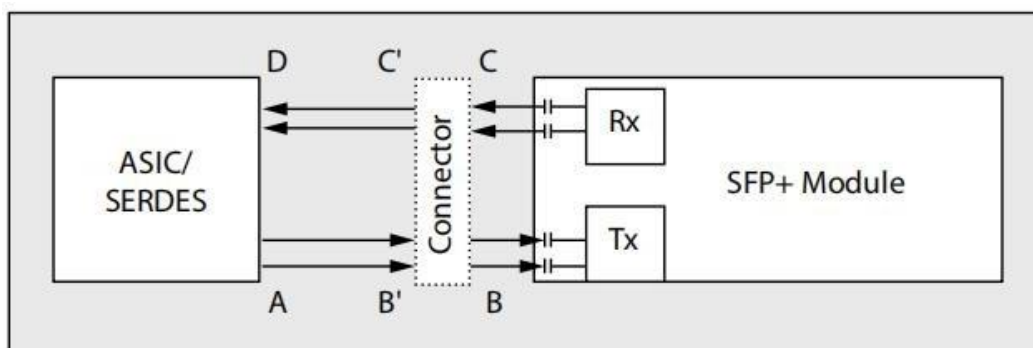 D C' C
ASIC/
SERDES
Connector
Rx
SFP+ Module
Tx
A B' B